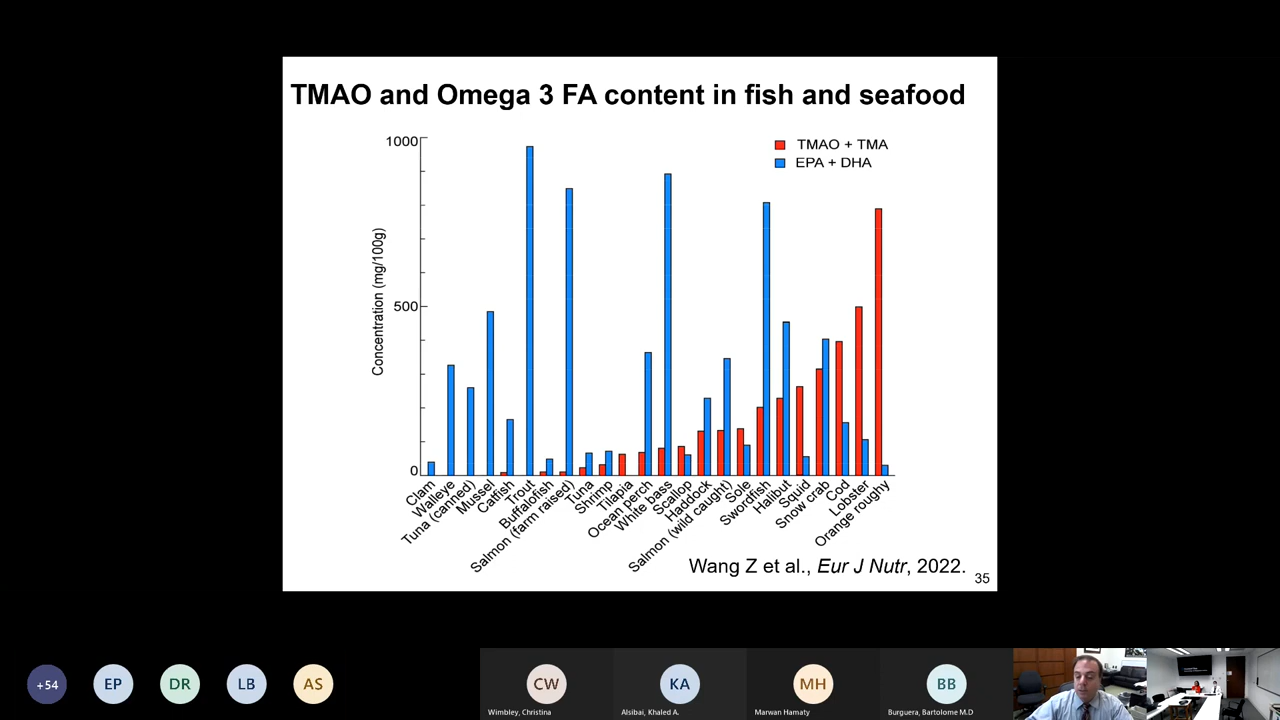 TMAO and Omega 3 FA content in fish and seafood
TMAO + TMA
EPA + DHA
Concentration (mg/100g)
1000
500
0
Clam
Walleye
Tuna (canned)
Mussel
Catfish
Trout
Buffalofish
Salmon (farm raised)
Tuna
Shrimp
Tilapia
Ocean perch
White bass
Scallop
Haddock
Salmon (wild caught)
Sole
Swordfish
Halibut
Squid
Snow crab
Cod
Lobster
Orange roughy
Wang Z et al., Eur J Nutr, 2022.
35
+54
EP
DR
LB
AS
CW
KA
MH
BB
Wimbley, Christina
Alsibai, Khaled A.
Marwan Hamaty
Burguera, Bartolome M.D